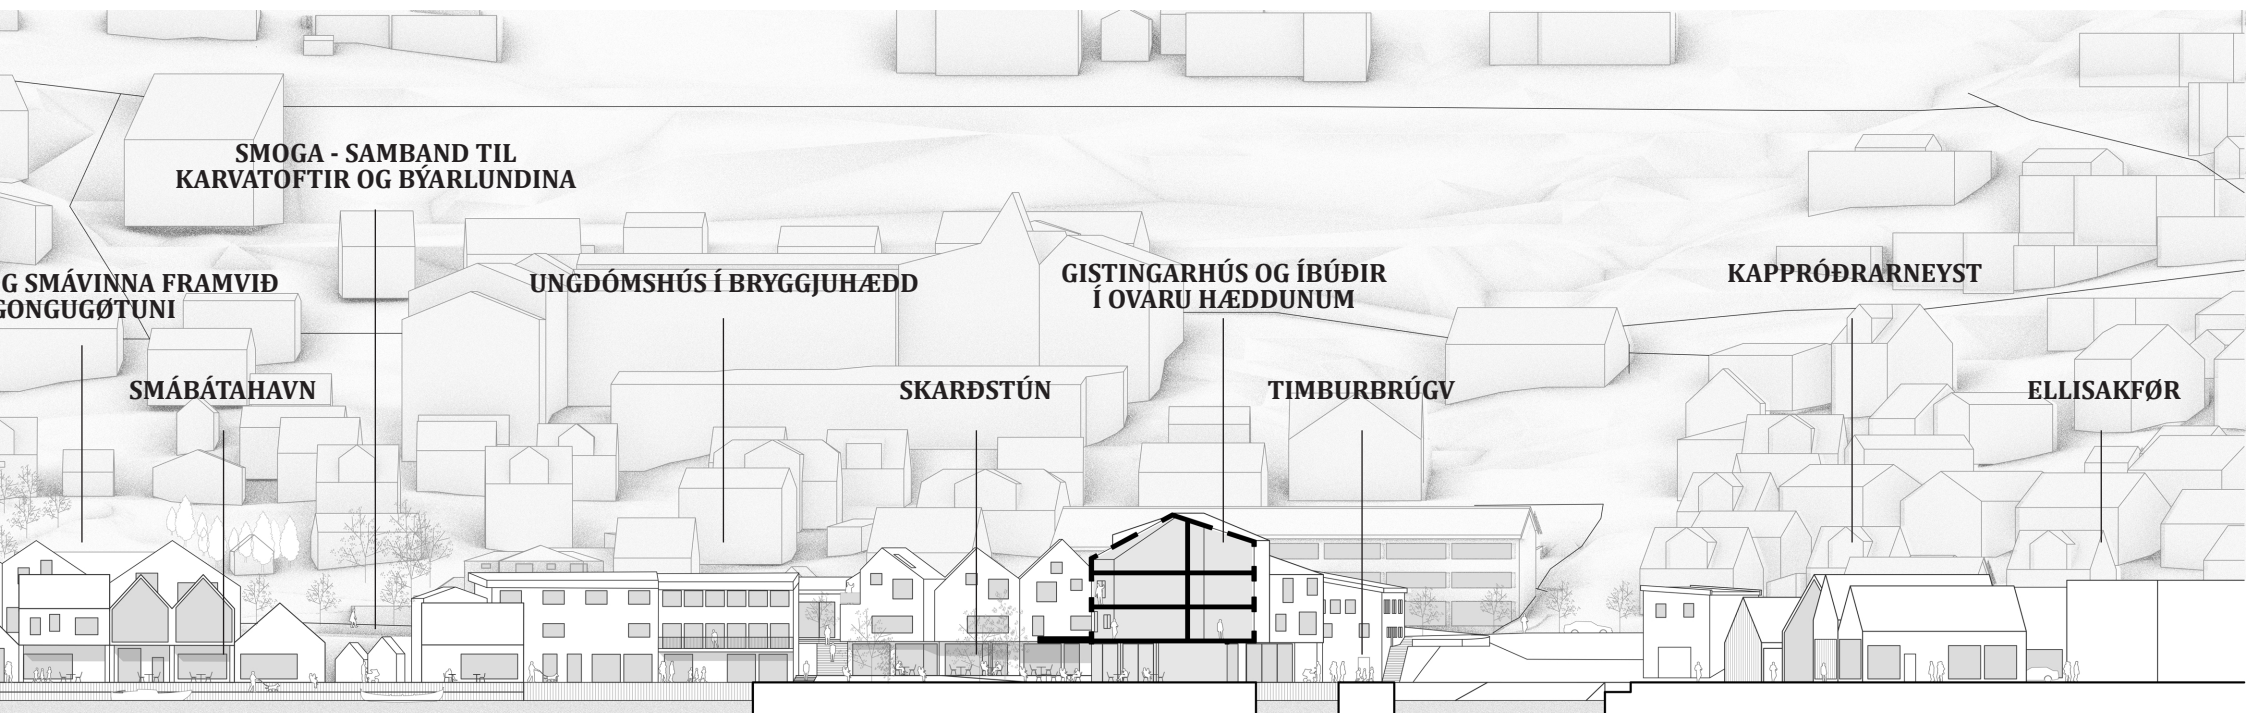 SMOGA - SAMBAND TIL
KARVATOFTIR OG BÝARLUNDINA
G SMÁVINNA FRAMVIÐ
GONGUGØTUNI
UNGDÓMSHÚS Í BRYGGJUHÆDD
GISTINGARHÚS OG ÍBÚÐIR
Í OVARU HÆDDUNUM
KAPPRÓÐRARNEYST
SMÁBÁTAHAVN
SKARÐSTÚN
TIMBURBRÚGV
ELLISAKFØR